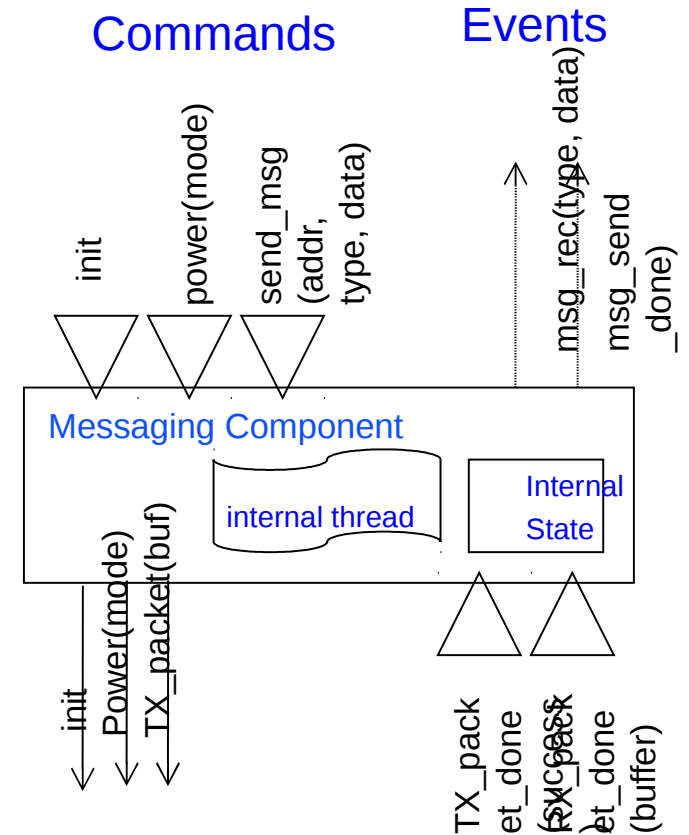 Commands
Events
init
power(mode)
send_msg
(addr,
type, data)
msg_rec(type, data)
msg_send
_done)
Messaging Component
internal thread
Internal
State
init
Power(mode)
TX_packet(buf)
TX_pack
et_done
(success
)
RX_pack
et_done
(buffer)